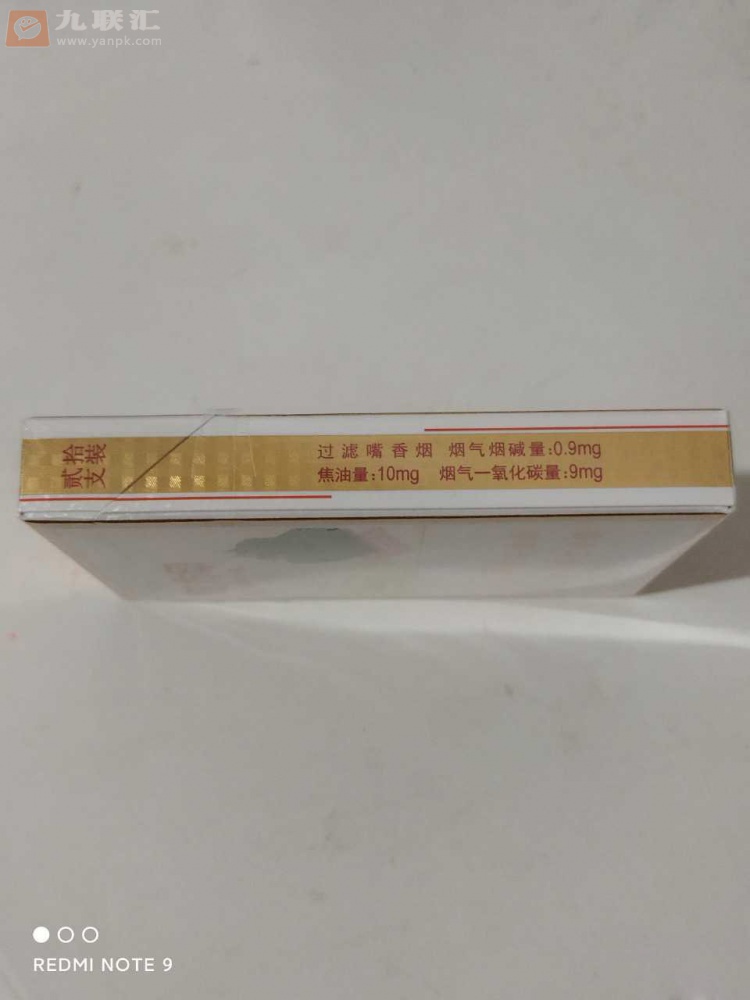 九联汇
www.yanpk.com
贰拾
支装
过滤嘴香烟 烟气烟碱量:0.9mg
焦油量:10mg 烟气一氧化碳量:9mg
REDMI NOTE 9